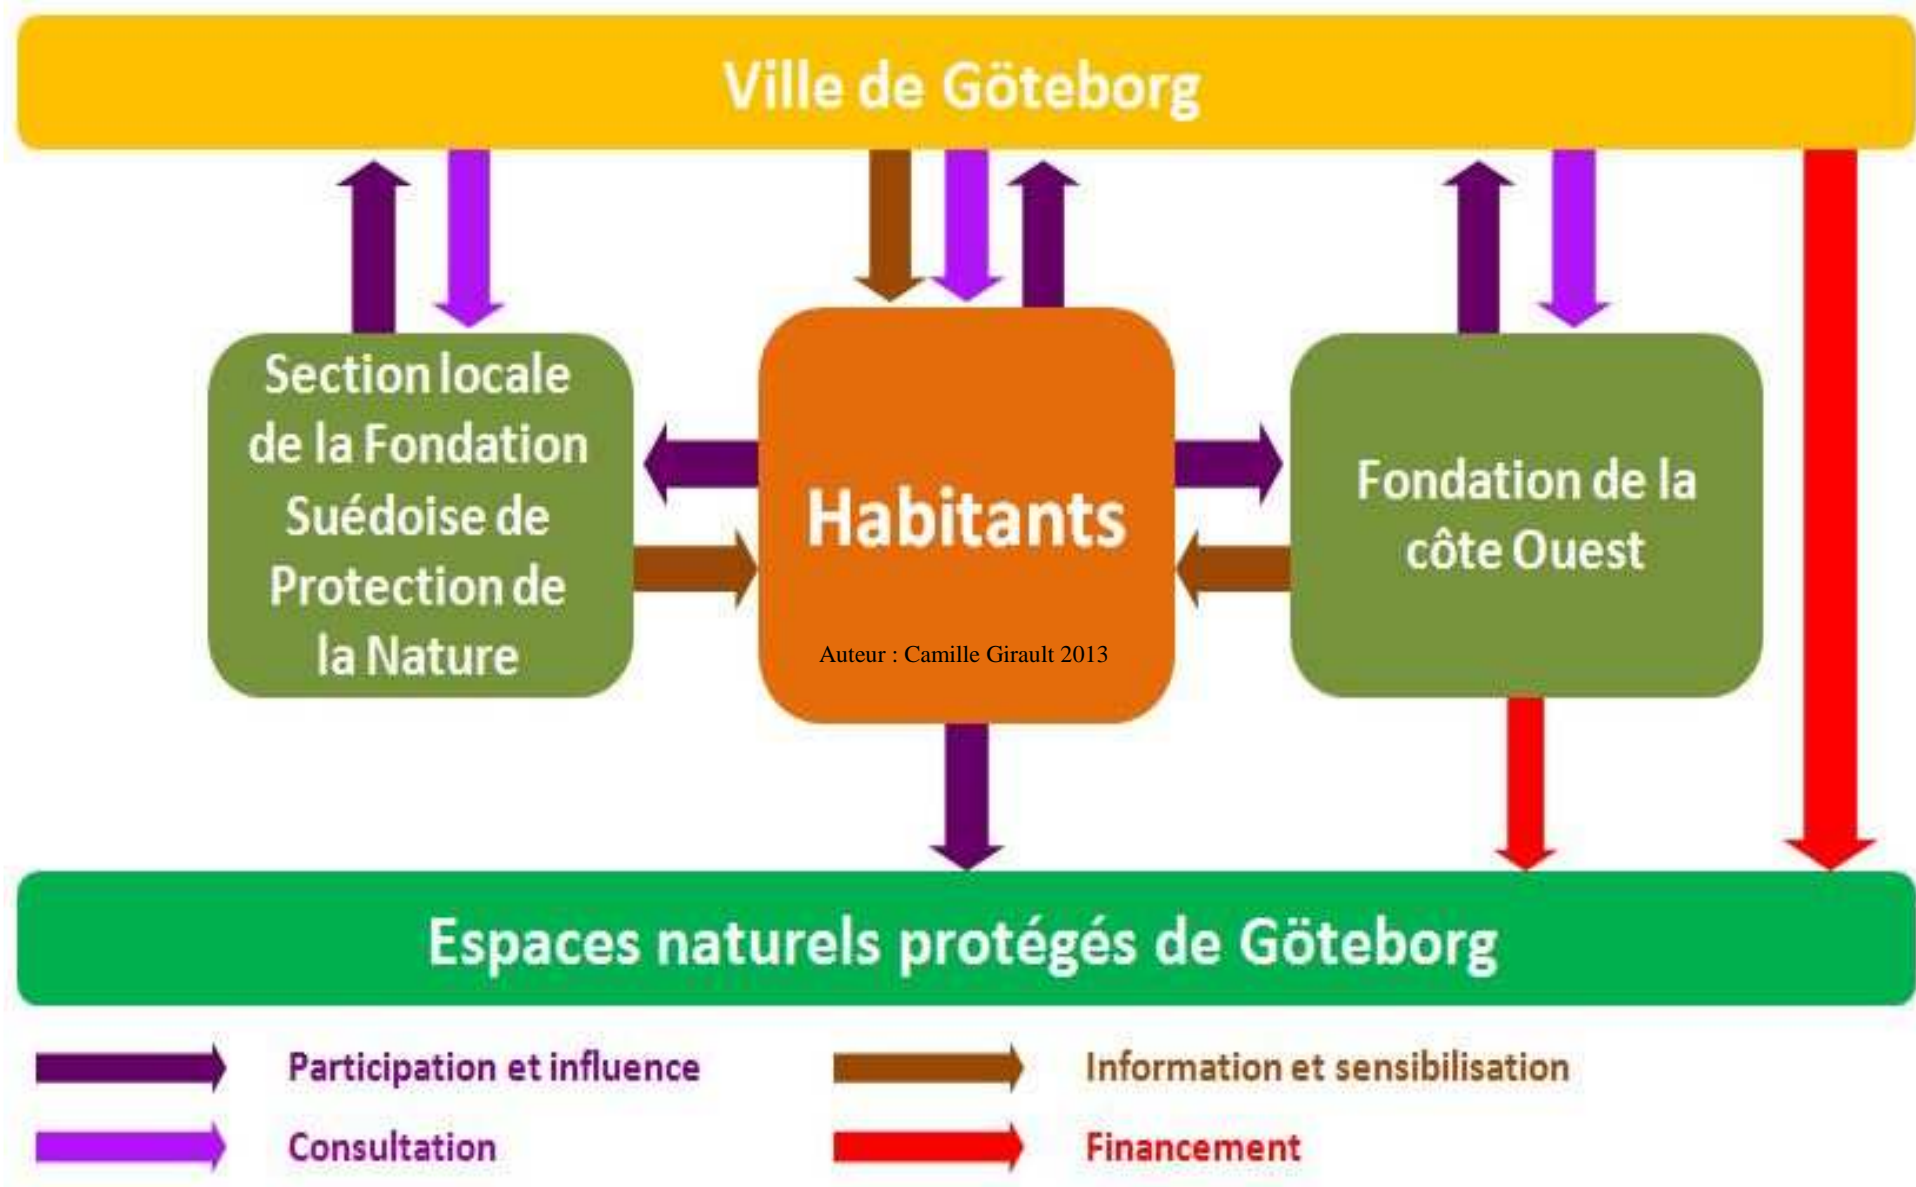 Ville de Göteborg
Section locale
de la Fondation
Suédoise de
Protection de
la Nature
Habitants
Auteur : Camille Girault 2013
Fondation de la
côte Ouest
Espaces naturels protégés de Göteborg
Participation et influence
Information et sensibilisation
Consultation
Financement